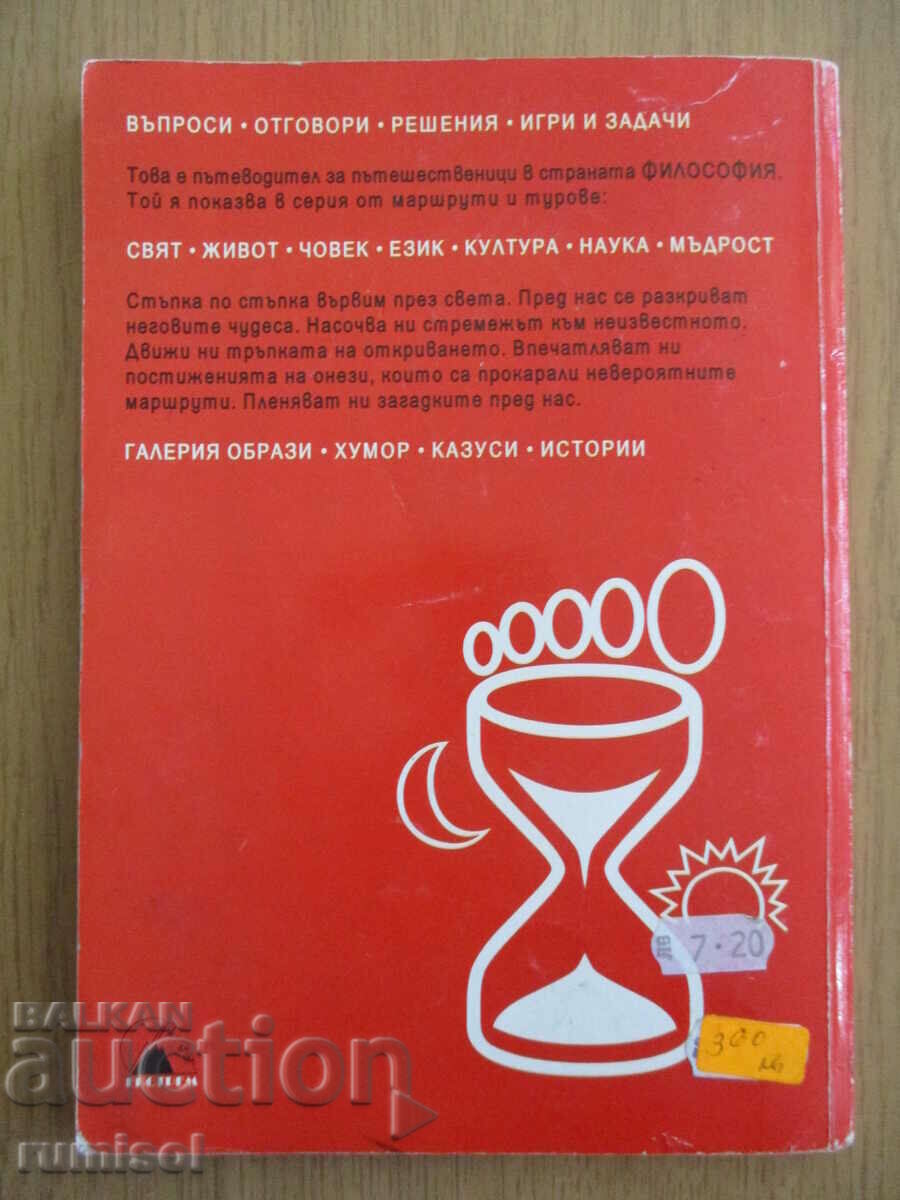 ВЪПРОСИ • ОТГОВОРИ • РЕШЕНИЯ • ИГРИ И ЗАДАЧИ
Това е пътеводител за пътешественици в страната ФИЛОСОФИЯ.
Той я показва в серия от маршрути и турове:
СВЯТ • ЖИВОТ • ЧОВЕК • ЕЗИК • КУЛТУРА • НАУКА • МЪДРОСТ
Стъпка по стъпка вървим през света. Пред нас се разкриват
неговите чудеса. Насочва ни стремежът към неизвестното.
Движи ни тръпката на откриването. Впечатляват ни
постиженията на онези, които са прокарали невероятните
маршрути. Пленяват ни загадките пред нас.
ГАЛЕРИЯ ОБРАЗИ • ХУМОР • КАЗУСИ • ИСТОРИИ
ЛВ 7.20
300
лв
BALKAN
auction
rumisol